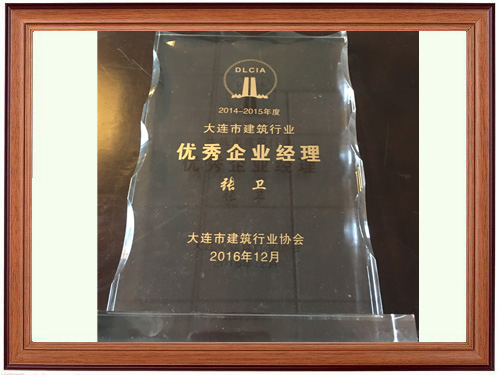 DLCIA
2014-2015年度
大连市建筑行业
优秀企业经理
张 卫
大连市建筑行业协会
2016年12月